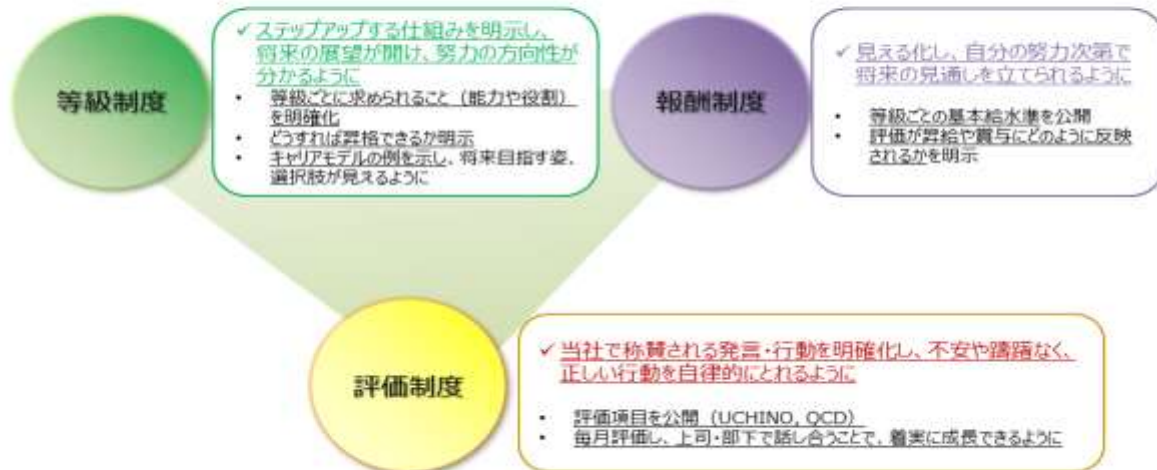 等級制度
✓ ステップアップする仕組みを明示し、
将来の展望が開け、努力の方向性が
分かるように
• 等級ごとに求められること（能力や役割）
を明確化
• どうすれば昇格できるか明示
• キャリアモデルの例を示し、将来目指す姿、
選択肢が見えるように
報酬制度
✓ 見える化し、自分の努力次第で
将来の見通しを立てられるように
• 等級ごとの基本給水準を公開
• 評価が昇給や賞与にどのように反映
されるかを明示
評価制度
✓ 当社で称賛される発言・行動を明確化し、不安や躊躇なく、
正しい行動を自律的にとれるように
• 評価項目を公開（UCHINO, QCD）
• 毎月評価し、上司・部下で話し合うことで、着実に成長できるように